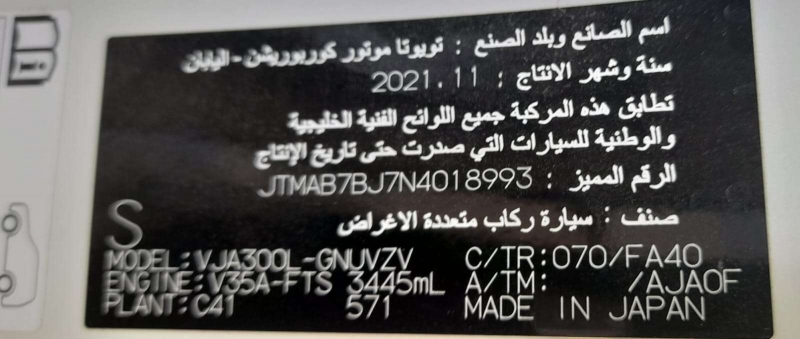 اسم الصانع وبلد الصنع : تويوتا موتور كوربوريشن - اليابان
سنة وشهر الانتاج : 2021.11
تطابق هذه المركبة جميع اللوائح الفنية الخليجية
والوطنية للسيارات التي صدرت حتى تاريخ الإنتاج
الرقم المميز : JTMAB7BJ7N4018993
صنف : سيارة ركاب متعددة الاغراض
S
MODEL:VJA300L-GNUVZV C/TR:070/FA40
ENGINE:V35A-FTS 3445mL A/TM: /AJA0F
PLANT:C41 571 MADE IN JAPAN